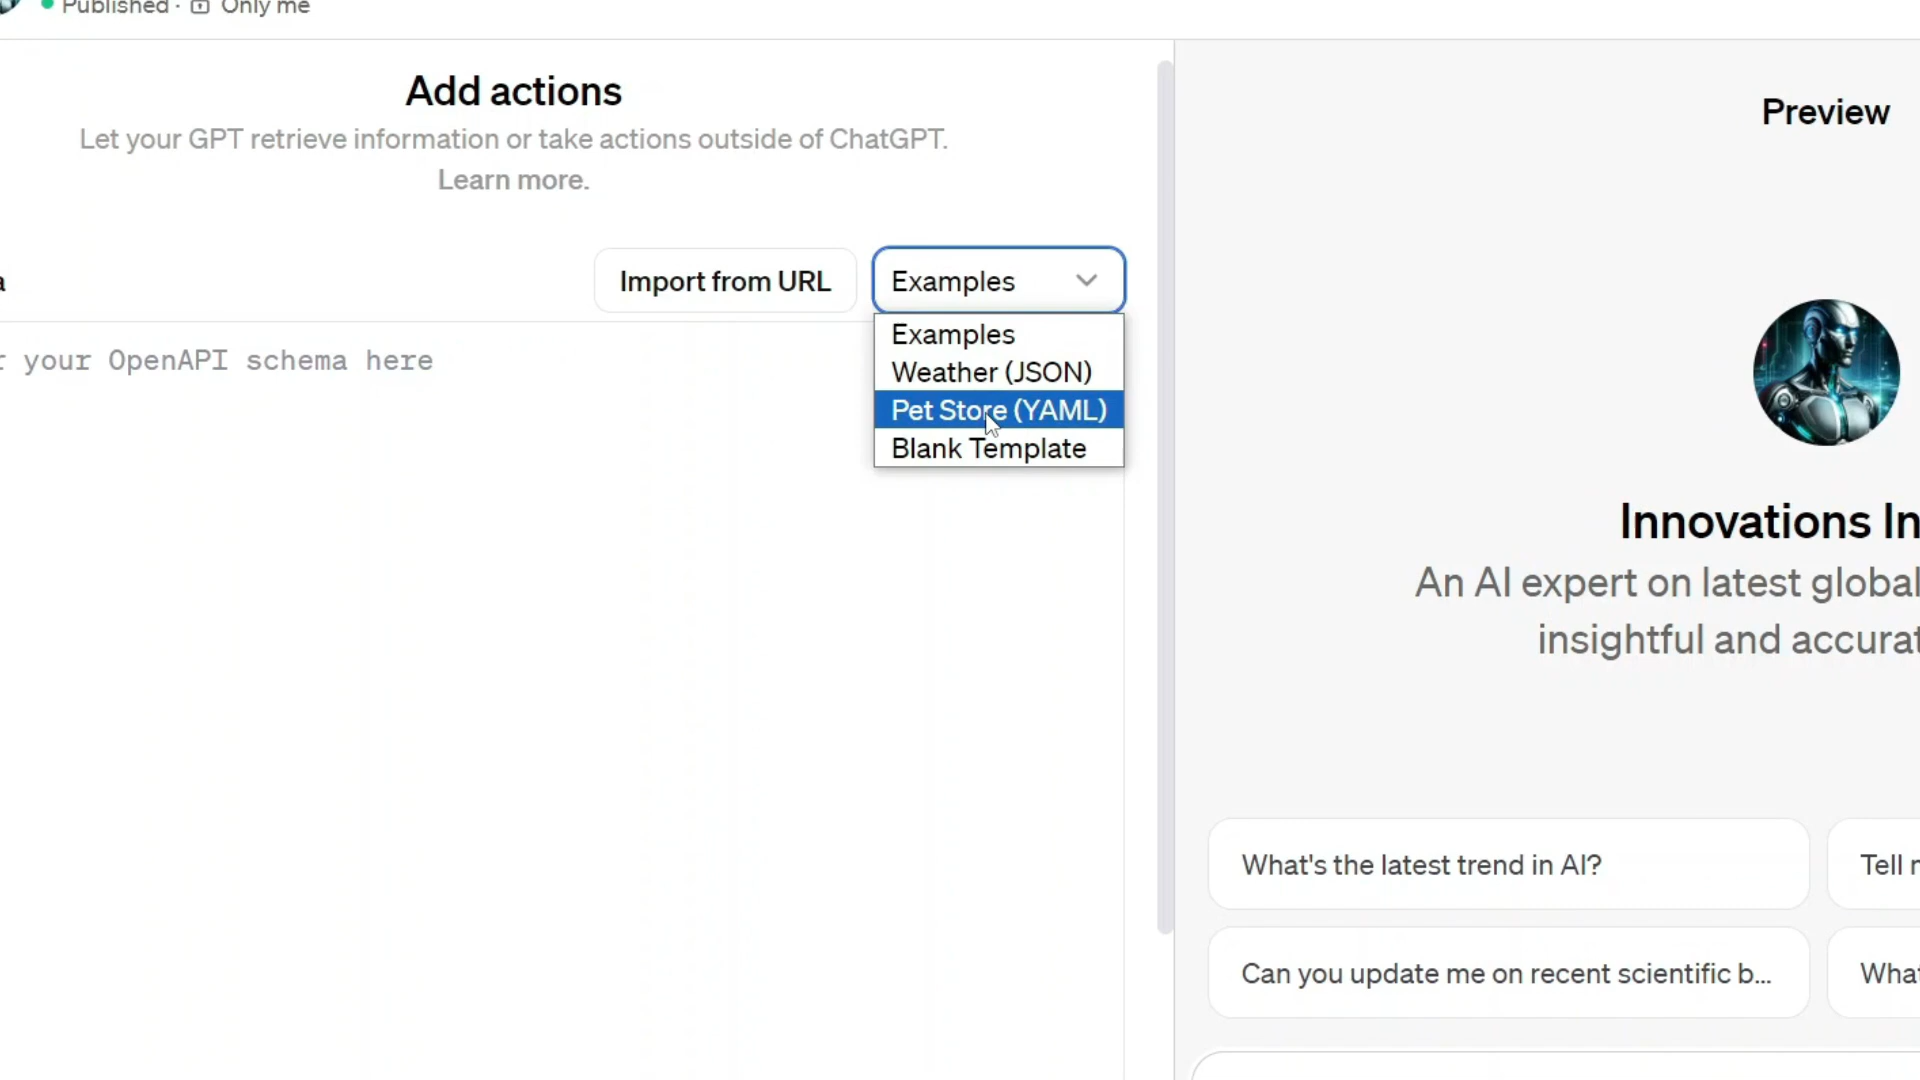 Published · Only me
Add actions
Let your GPT retrieve information or take actions outside of ChatGPT.
Learn more.
a
Import from URL
Examples
Examples
Weather (JSON)
Pet Store (YAML)
Blank Template
r your OpenAPI schema here
Preview
Innovations In
An AI expert on latest global
insightful and accurat
What's the latest trend in AI?
Tell
Can you update me on recent scientific b...
What